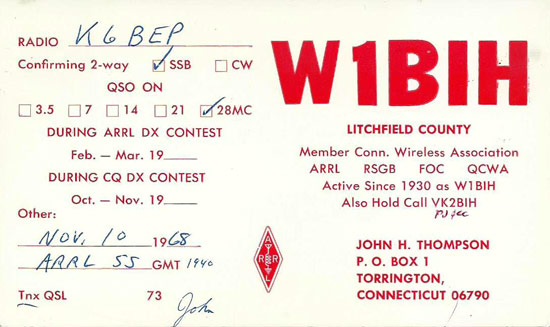 RADIO K6BEP
Confirming 2-way ☑ SSB ☐ CW
QSO ON
☐ 3.5 ☐ 7 ☐ 14 ☐ 21 ☑ 28MC
DURING ARRL DX CONTEST
Feb. — Mar. 19
DURING CQ DX CONTEST
Oct. — Nov. 19
Other:
NOV, 10 1968
ARRL SS GMT 1940
Tnx QSL 73 John
W1BIH
LITCHFIELD COUNTY
Member Conn. Wireless Association
ARRL RSGB FOC QCWA
Active Since 1930 as W1BIH
Also Hold Call VK2BIH
ARRL
JOHN H. THOMPSON
P. O. BOX 1
TORRINGTON,
CONNECTICUT 06790